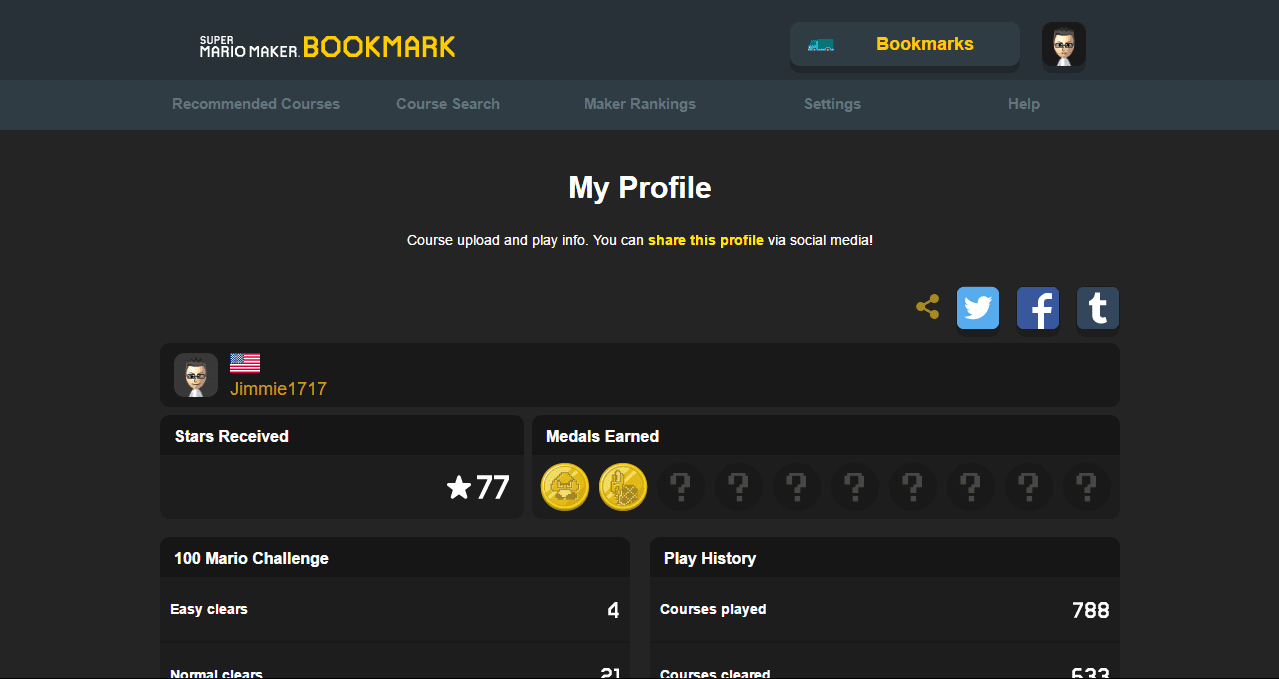 SUPER
MARIO MAKER BOOKMARK
Bookmarks
Recommended Courses Course Search Maker Rankings Settings Help
My Profile
Course upload and play info. You can share this profile via social media!
Jimmie1717
Stars Received
77
Medals Earned
? ? ? ? ? ? ? ?
100 Mario Challenge
Easy clears 4
Normal clears 21
Play History
Courses played 788
Courses cleared 633